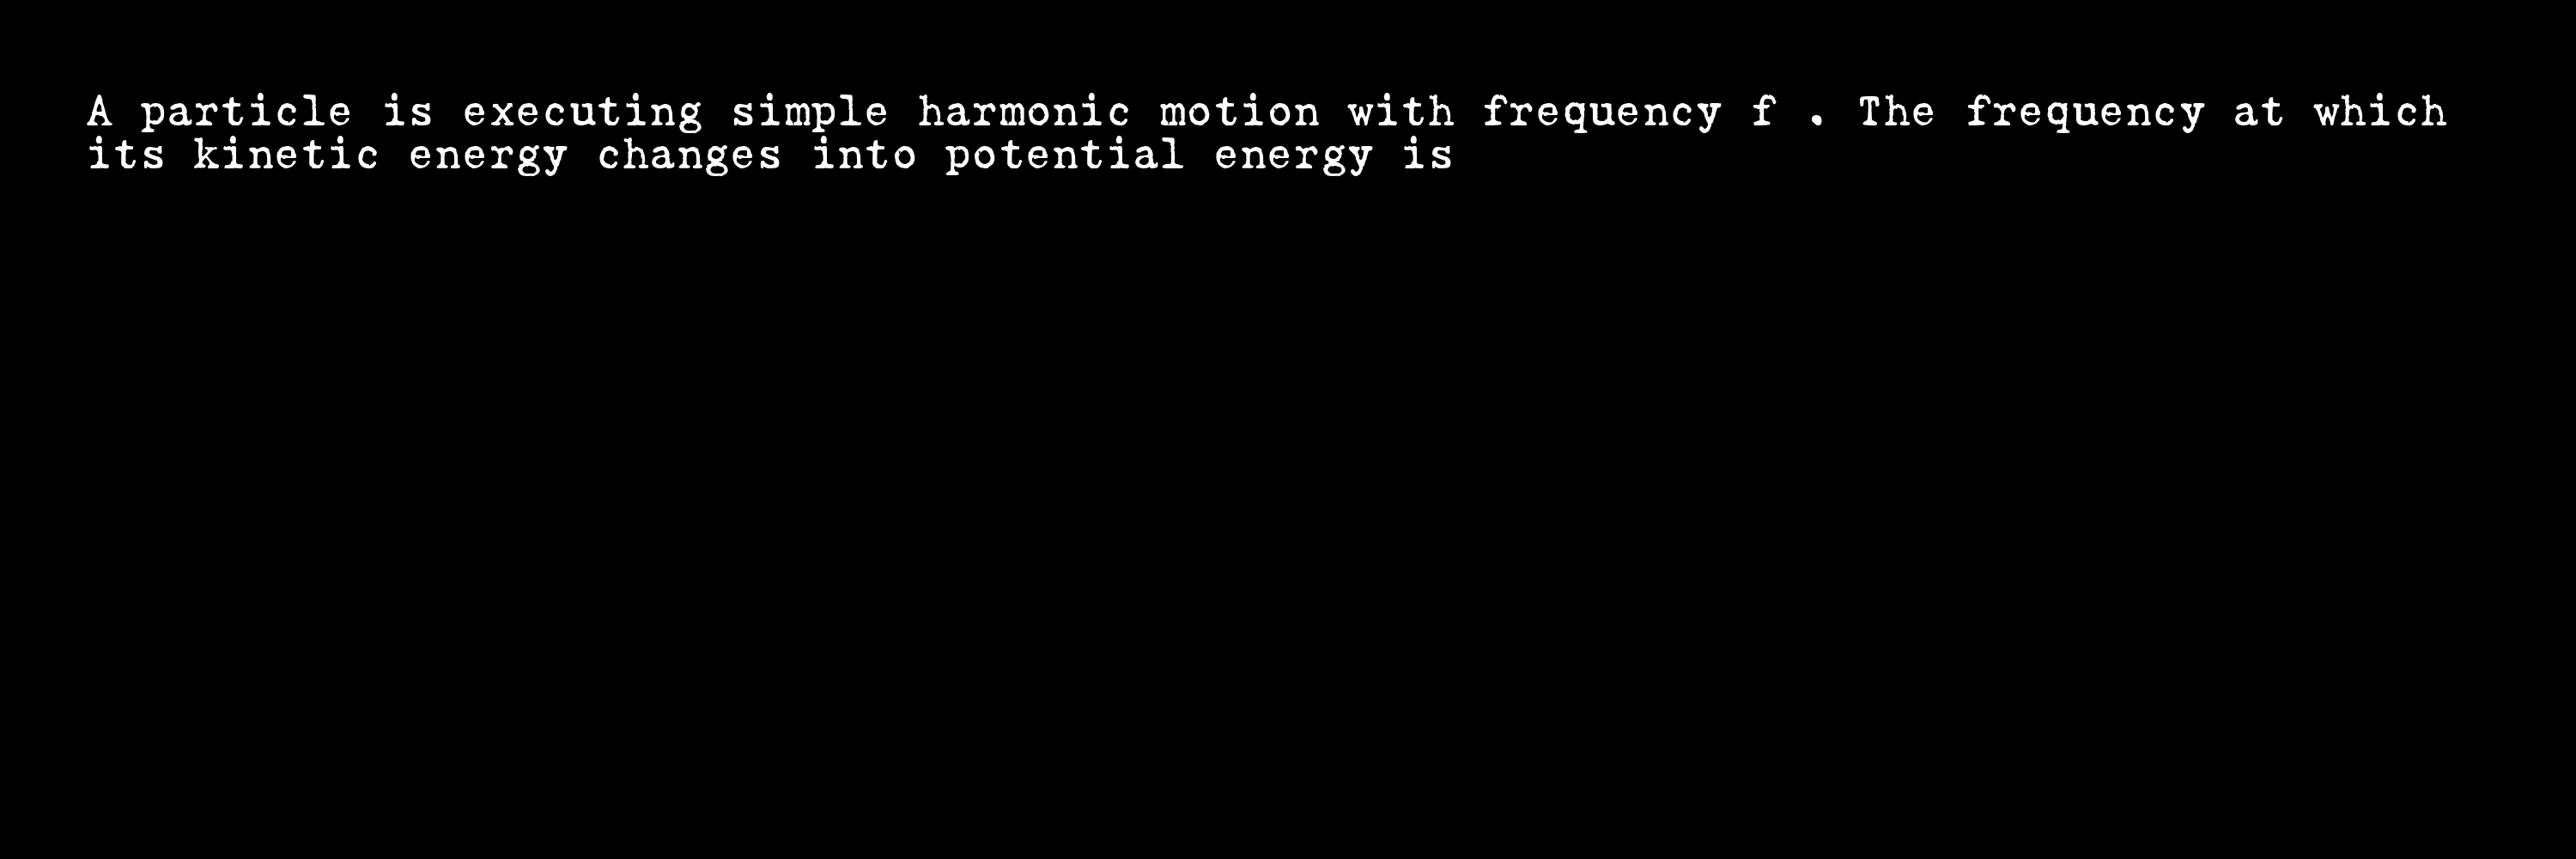 A particle is executing simple harmonic motion with frequency f . The frequency at which
its kinetic energy changes into potential energy is